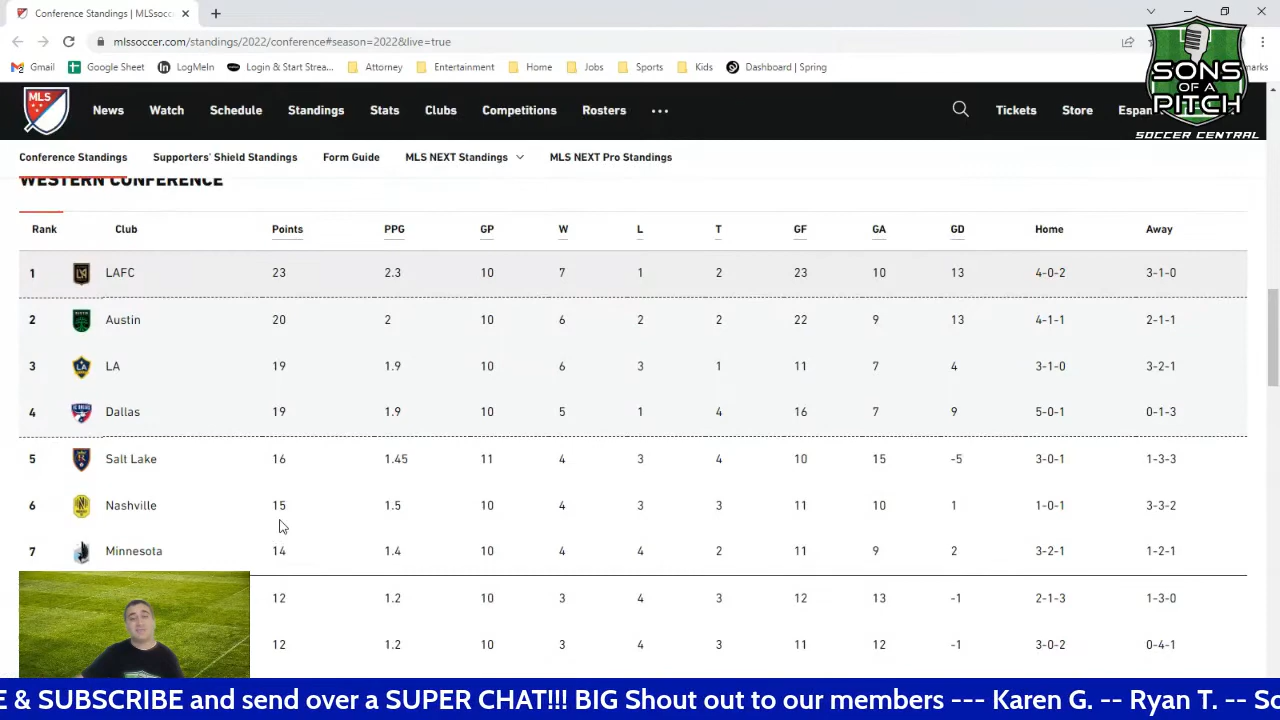 Conference Standings | MLSsocc
mlssoccer.com/standings/2022/conference#season=2022&live=true
Gmail Google Sheet LogMeIn Login & Start Strea... Attorney Entertainment Home Jobs Sports Kids Dashboard | Spring
MLS News Watch Schedule Standings Stats Clubs Competitions Rosters ... Tickets Store Espan
SONS
OF A
PITCH
SOCCER CENTRAL
Conference Standings Supporters' Shield Standings Form Guide MLS NEXT Standings MLS NEXT Pro Standings
WESTERN CONFERENCE
Rank Club Points PPG GP W L T GF GA GD Home Away
1 LAFC 23 2.3 10 7 1 2 23 10 13 4-0-2 3-1-0
2 Austin 20 2 10 6 2 2 22 9 13 4-1-1 2-1-1
3 LA 19 1.9 10 6 3 1 11 7 4 3-1-0 3-2-1
4 Dallas 19 1.9 10 5 1 4 16 7 9 5-0-1 0-1-3
5 Salt Lake 16 1.45 11 4 3 4 10 15 -5 3-0-1 1-3-3
6 Nashville 15 1.5 10 4 3 3 11 10 1 1-0-1 3-3-2
7 Minnesota 14 1.4 10 4 4 2 11 9 2 3-2-1 1-2-1
12 1.2 10 3 4 3 12 13 -1 2-1-3 1-3-0
12 1.2 10 3 4 3 11 12 -1 3-0-2 0-4-1
E & SUBSCRIBE and send over a SUPER CHAT!!! BIG Shout out to our members --- Karen G. -- Ryan T. -- Sc